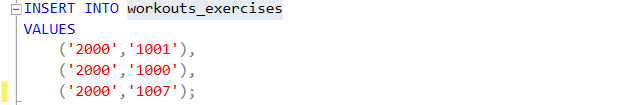 INSERT INTO workouts_exercises
VALUES
('2000','1001'),
('2000','1000'),
('2000','1007');